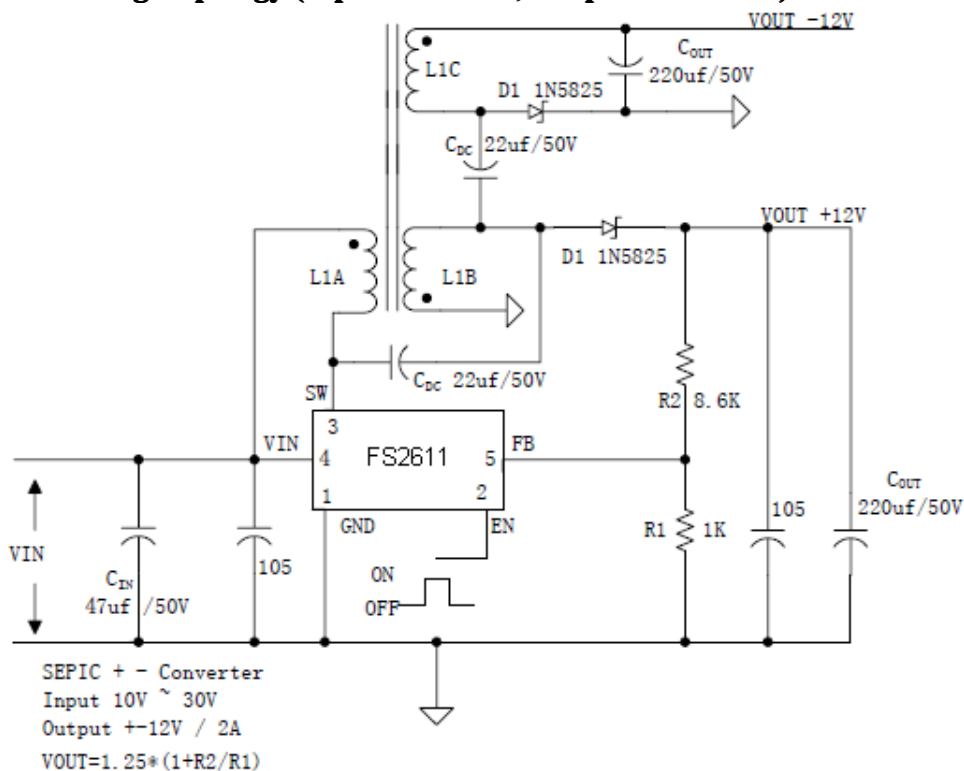 VOUT -12V
COUT
220uf/50V
L1C
D1 1N5825
CDC 22uf/50V
VOUT +12V
L1A
L1B
D1 1N5825
CDC 22uf/50V
SW
R2 8.6K
3
VIN
4
FS2611
5
FB
1
2
GND
EN
COUT
220uf/50V
105
R1
1K
VIN
105
ON
OFF
CIN
47uf /50V
SEPIC + - Converter
Input 10V ~ 30V
Output +-12V / 2A
VOUT=1.25*(1+R2/R1)